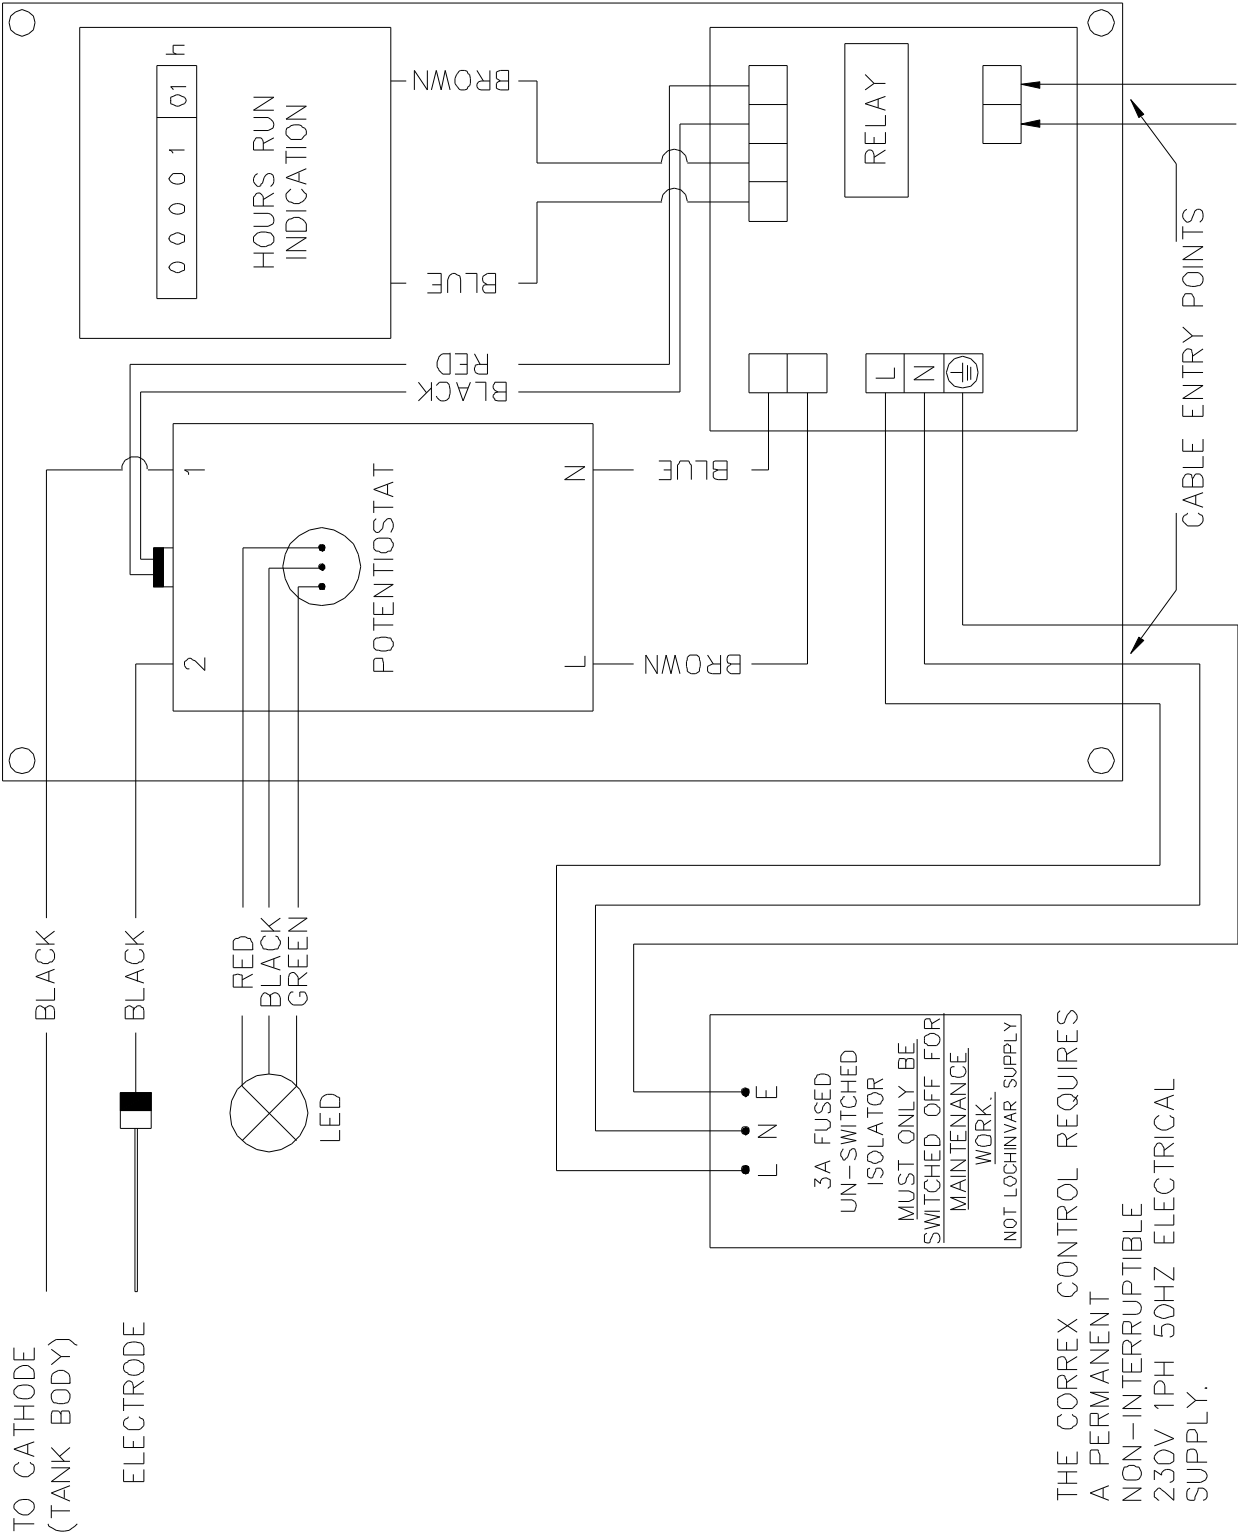 TO CATHODE
(TANK BODY)
BLACK
ELECTRODE
BLACK
RED
BLACK
GREEN
LED
1
2
POTENTIOSTAT
L
N
RED
BLACK
BLUE
BROWN
0 0 0 0 1 01 h
HOURS RUN
INDICATION
BLUE
BROWN
RELAY
L
N
CABLE ENTRY POINTS
L
N
E
3A FUSED
UN-SWITCHED
ISOLATOR
MUST ONLY BE
SWITCHED OFF FOR
MAINTENANCE
WORK.
NOT LOCHINVAR SUPPLY
THE CORREX CONTROL REQUIRES
A PERMANENT
NON-INTERRUPTIBLE
230V 1PH 50HZ ELECTRICAL
SUPPLY.